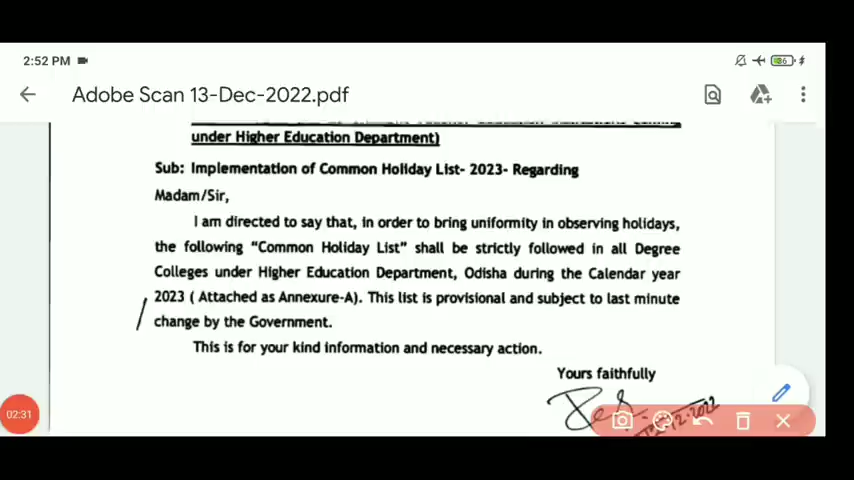 2:52 PM
86
Adobe Scan 13-Dec-2022.pdf
under Higher Education Department)
Sub: Implementation of Common Holiday List- 2023- Regarding
Madam/Sir,
I am directed to say that, in order to bring uniformity in observing holidays,
the following “Common Holiday List” shall be strictly followed in all Degree
Colleges under Higher Education Department, Odisha during the Calendar year
2023 ( Attached as Annexure-A). This list is provisional and subject to last minute
change by the Government.
This is for your kind information and necessary action.
Yours faithfully
12.2022
02:31